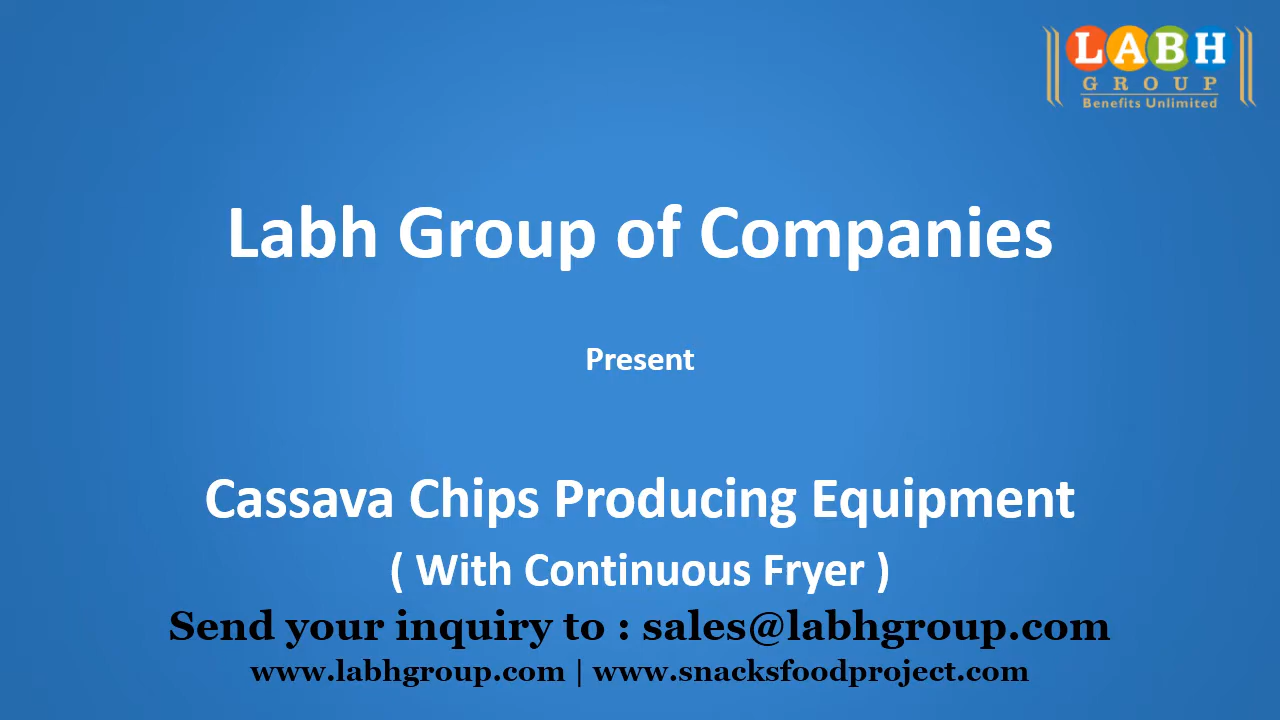 LABH
GROUP
Benefits Unlimited
Labh Group of Companies
Present
Cassava Chips Producing Equipment
( With Continuous Fryer )
Send your inquiry to : sales@labhgroup.com
www.labhgroup.com | www.snacksfoodproject.com